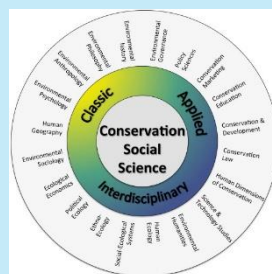 Conservation
Social
Science
Classic
Applied
Interdisciplinary
Environmental
Governance
Policy
Sciences
Conservation
Marketing
Conservation
Education
Conservation &
Development
Conservation
Law
Human Dimensions
of Conservation
Science &
Technology Studies
Environmental
Humanities
Human
Ecology
Social-Ecological
Systems
Ethno-
Ecology
Political
Ecology
Ecological
Economics
Environmental
Sociology
Human
Geography
Environmental
Psychology
Environmental
Anthropology
Environmental
Philosophy
Environmental
History